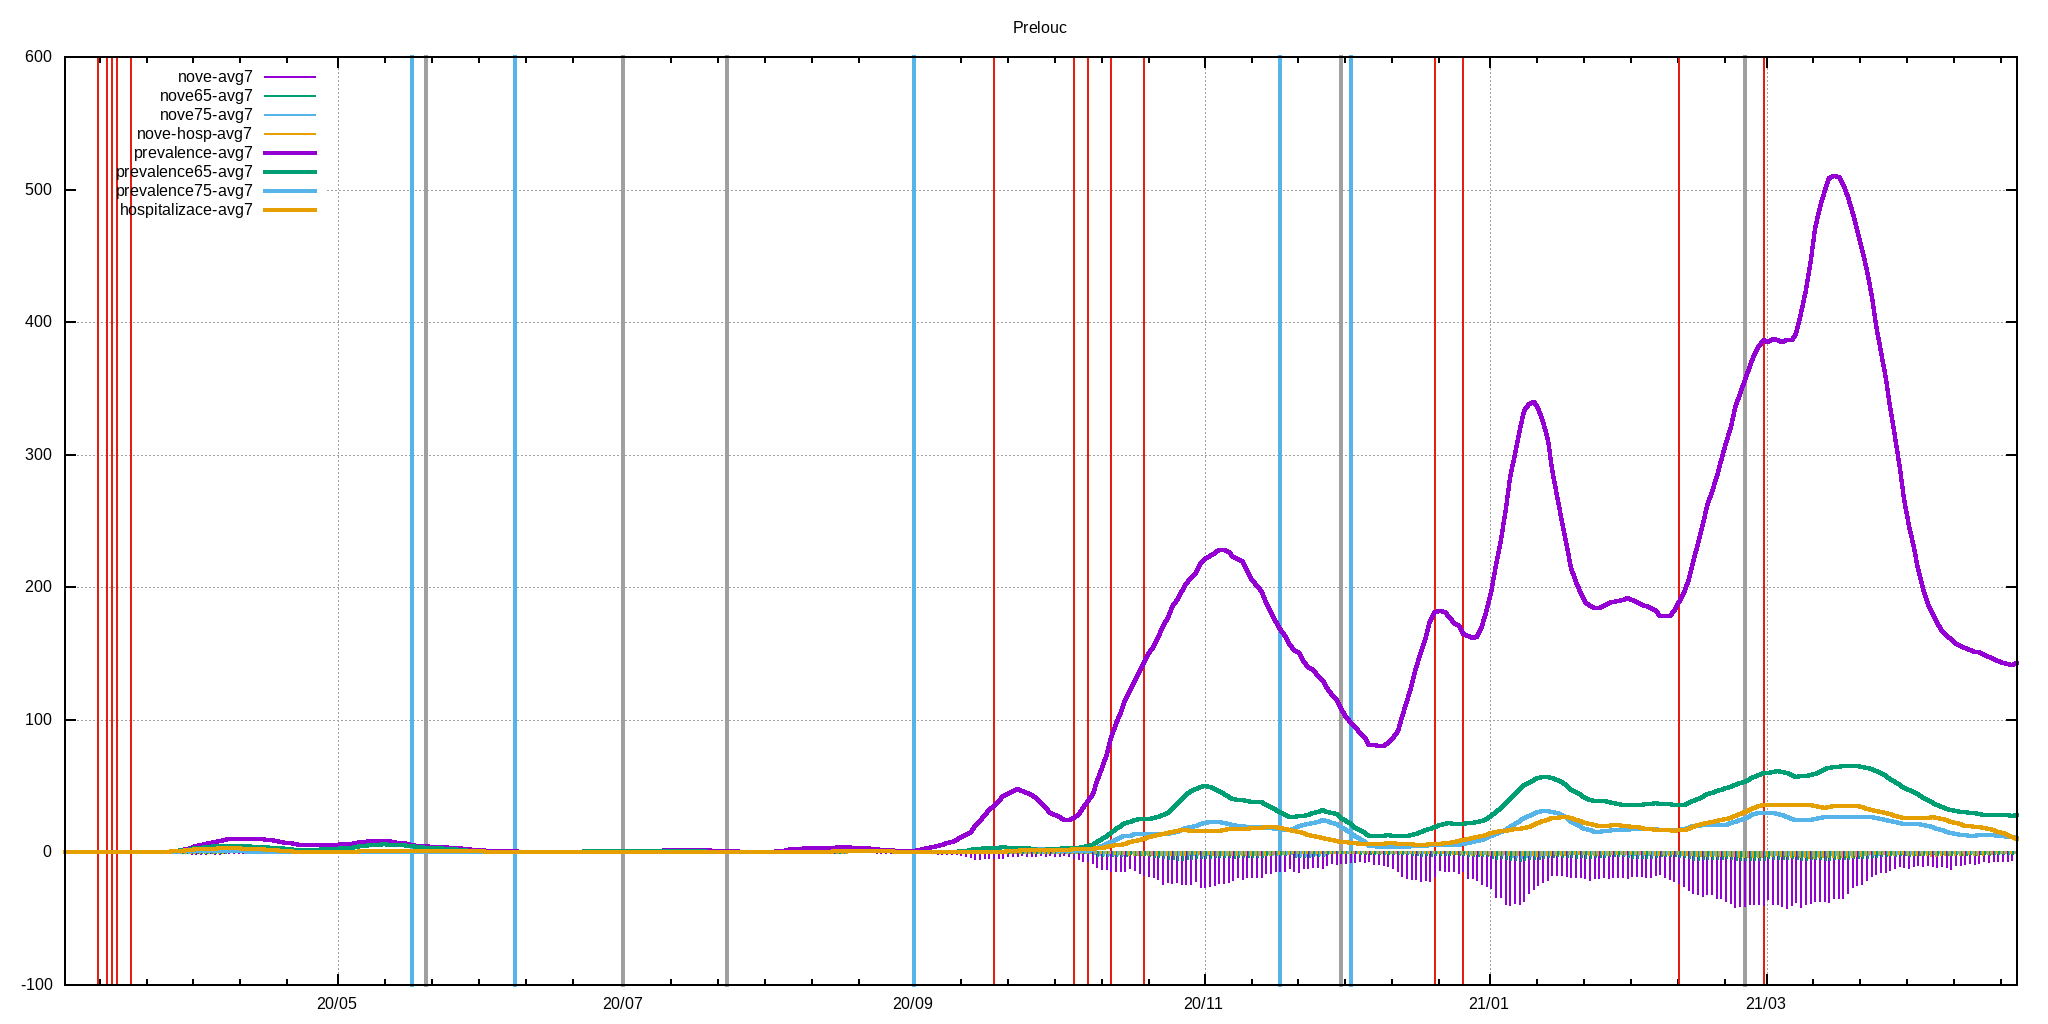 Prelouc
600
500
400
300
200
100
0
-100
nove-avg7
nove65-avg7
nove75-avg7
nove-hosp-avg7
prevalence-avg7
prevalence65-avg7
prevalence75-avg7
hospitalizace-avg7
20/05 20/07 20/09 20/11 21/01 21/03